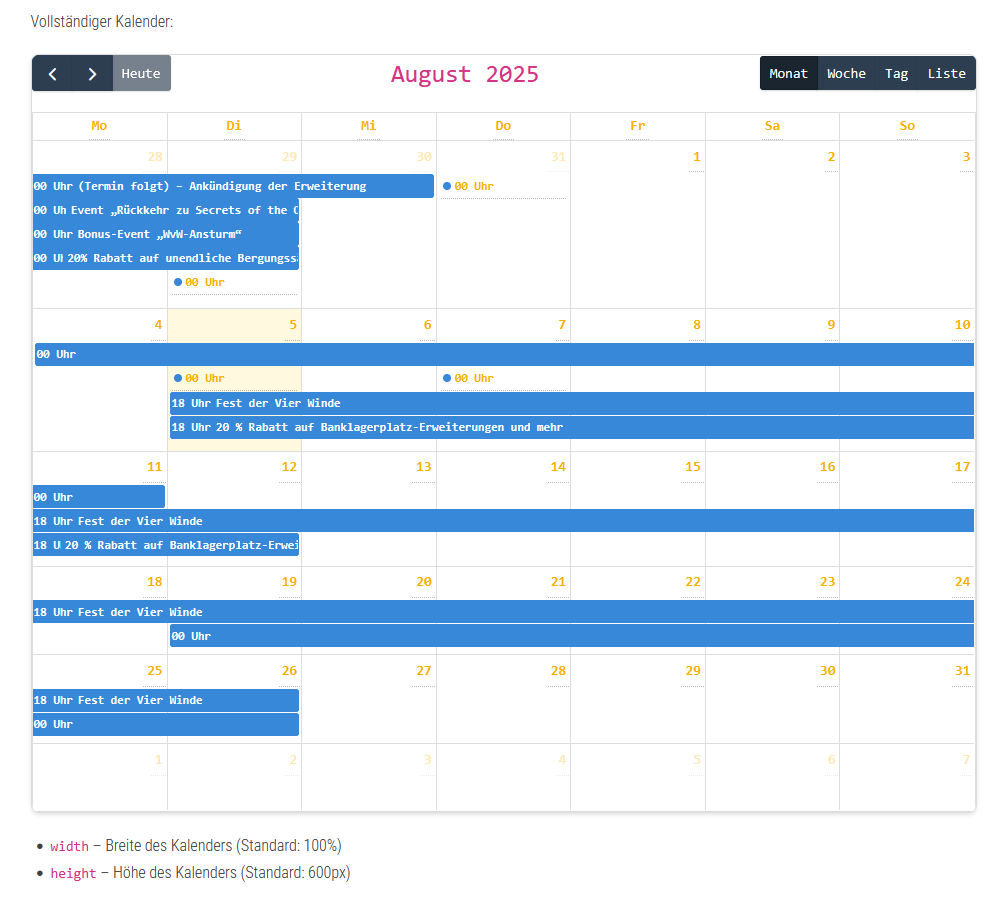 Vollständiger Kalender:
Heute
August 2025
Monat Woche Tag Liste
Mo Di Mi Do Fr Sa So
28 29 30 31 1 2 3
00 Uhr (Termin folgt) – Ankündigung der Erweiterung
00 Uhr
00 Uh Event „Rückkehr zu Secrets of the
00 Uhr Bonus-Event „WvW-Ansturm“
00 Ul 20% Rabatt auf unendliche Bergungss
00 Uhr
4 5 6 7 8 9 10
00 Uhr
00 Uhr 00 Uhr
18 Uhr Fest der Vier Winde
18 Uhr 20 % Rabatt auf Banklagerplatz-Erweiterungen und mehr
11 12 13 14 15 16 17
00 Uhr
18 Uhr Fest der Vier Winde
18 U 20 % Rabatt auf Banklagerplatz-Erwei
18 19 20 21 22 23 24
18 Uhr Fest der Vier Winde
00 Uhr
25 26 27 28 29 30 31
18 Uhr Fest der Vier Winde
00 Uhr
1 2 3 4 5 6 7
width – Breite des Kalenders (Standard: 100%)
height – Höhe des Kalenders (Standard: 600px)